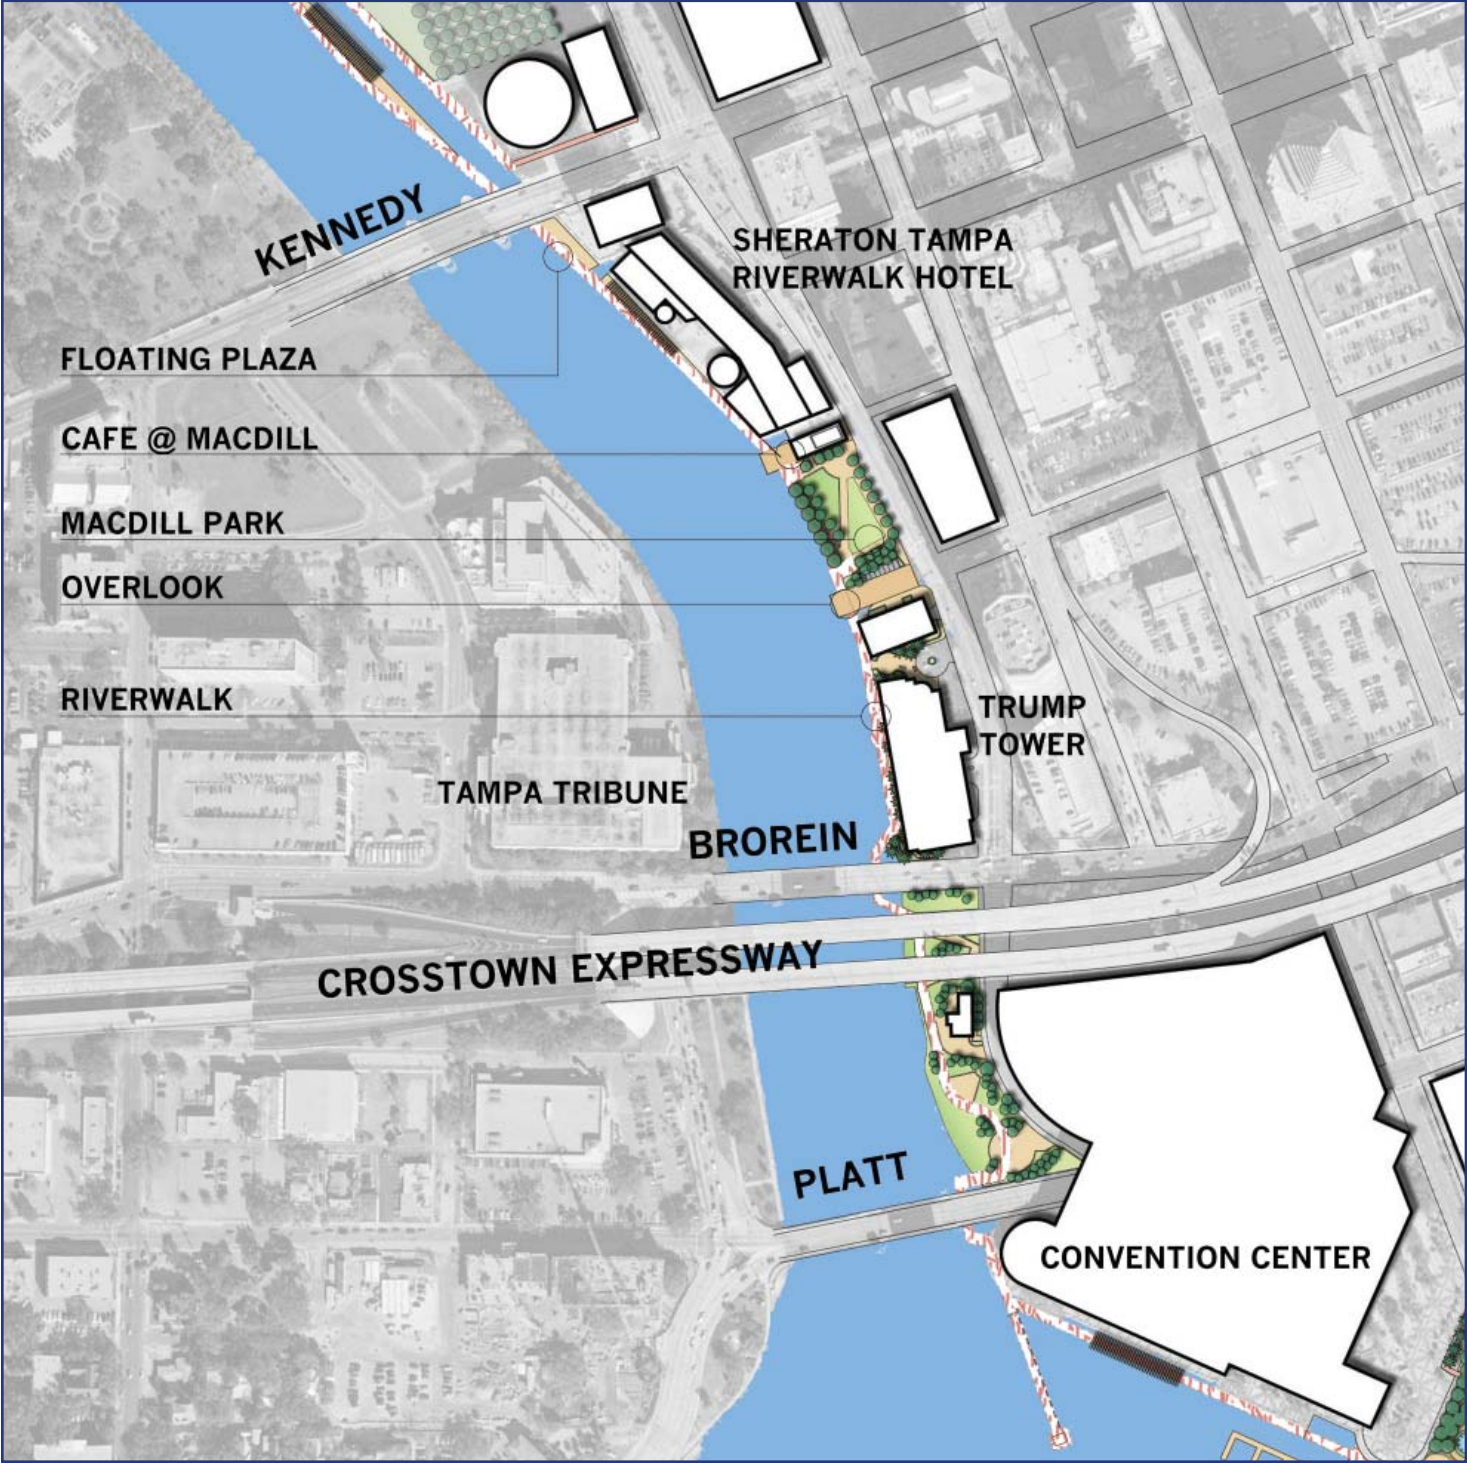 KENNEDY
SHERATON TAMPA
RIVERWALK HOTEL
FLOATING PLAZA
CAFE @ MACDILL
MACDILL PARK
OVERLOOK
RIVERWALK
TRUMP
TOWER
TAMPA TRIBUNE
BROREIN
CROSSTOWN EXPRESSWAY
PLATT
CONVENTION CENTER